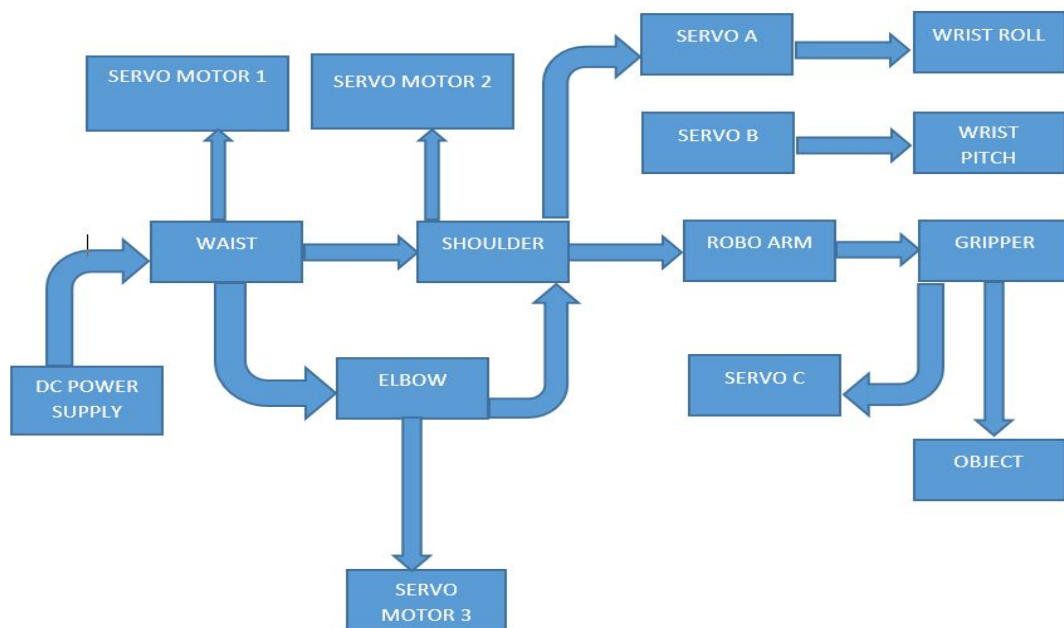 SERVO A
WRIST ROLL
SERVO MOTOR 1
SERVO MOTOR 2
SERVO B
WRIST
PITCH
WAIST
SHOULDER
ROBO ARM
GRIPPER
DC POWER
SUPPLY
ELBOW
SERVO C
OBJECT
SERVO
MOTOR 3